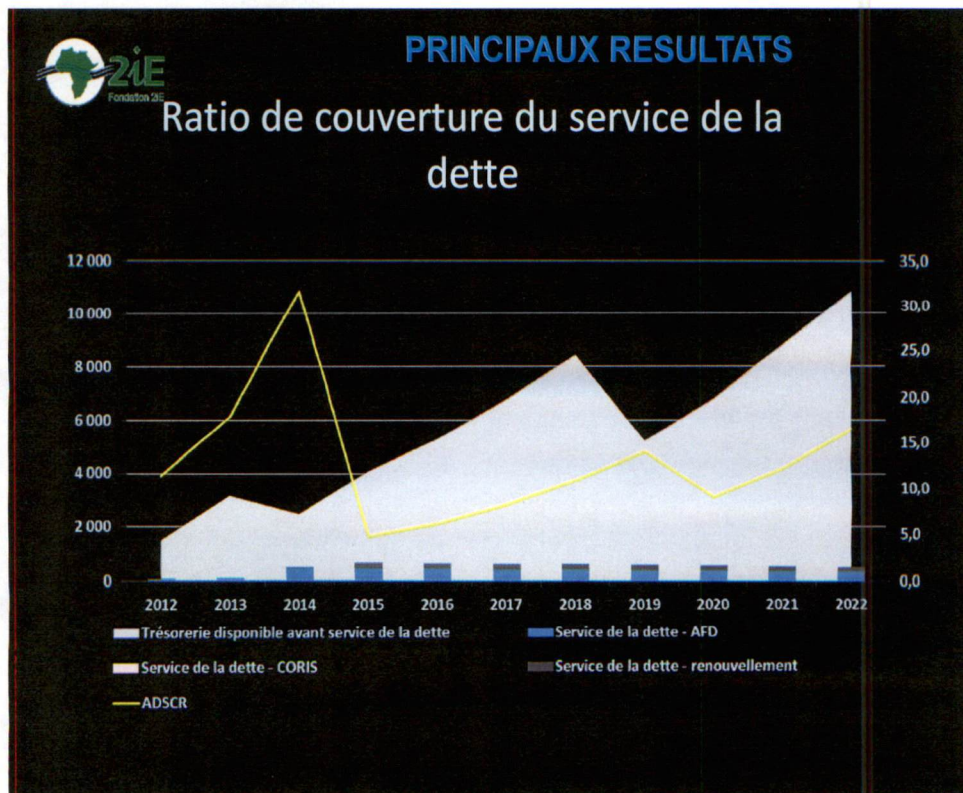 2iE
Fondation 2iE
PRINCIPAUX RESULTATS
Ratio de couverture du service de la
dette
12 000
10 000
8 000
6 000
4 000
2 000
0
35,0
30,0
25,0
20,0
15,0
10,0
5,0
0,0
2012 2013 2014 2015 2016 2017 2018 2019 2020 2021 2022
Trésorerie disponible avant service de la dette
Service de la dette - AFD
Service de la dette - CORIS
Service de la dette - renouvellement
ADSCR